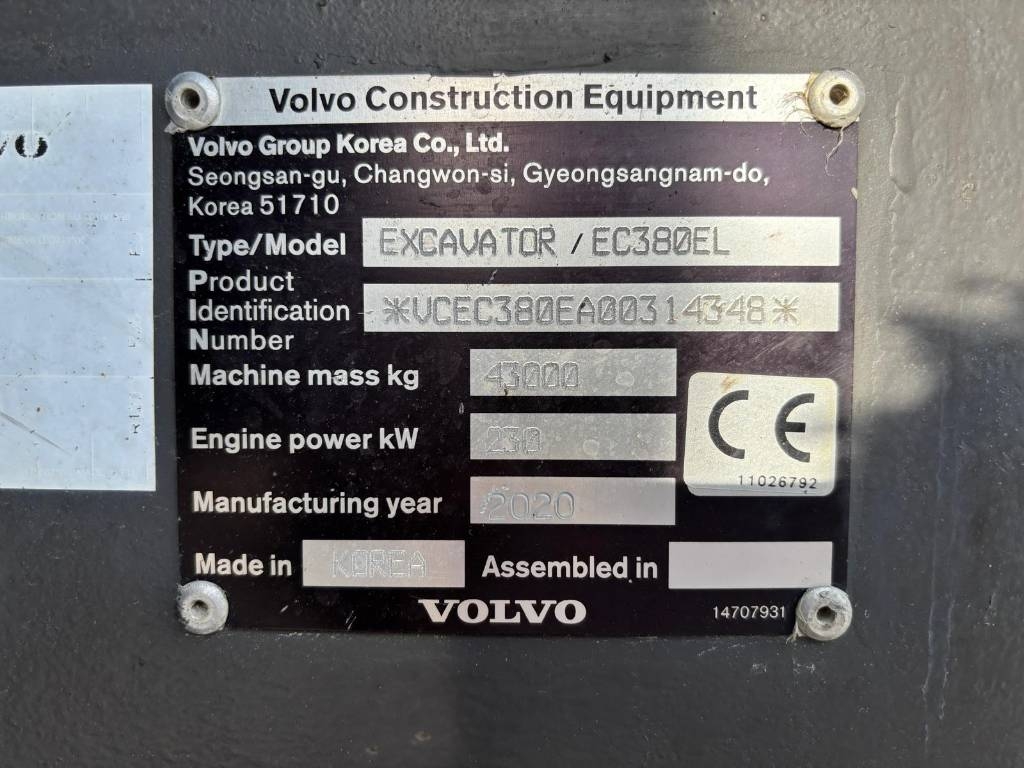 Volvo Construction Equipment
Volvo Group Korea Co., Ltd.
Seongsan-gu, Changwon-si, Gyeongsangnam-do,
Korea 51710
Type/Model EXCAVATOR / EC380EL
Product
Identification *VCEC380EA00314348*
Number
Machine mass kg 43000
Engine power kW 230
CE
11026792
Manufacturing year 2020
Made in KOREA Assembled in
VOLVO 14707931